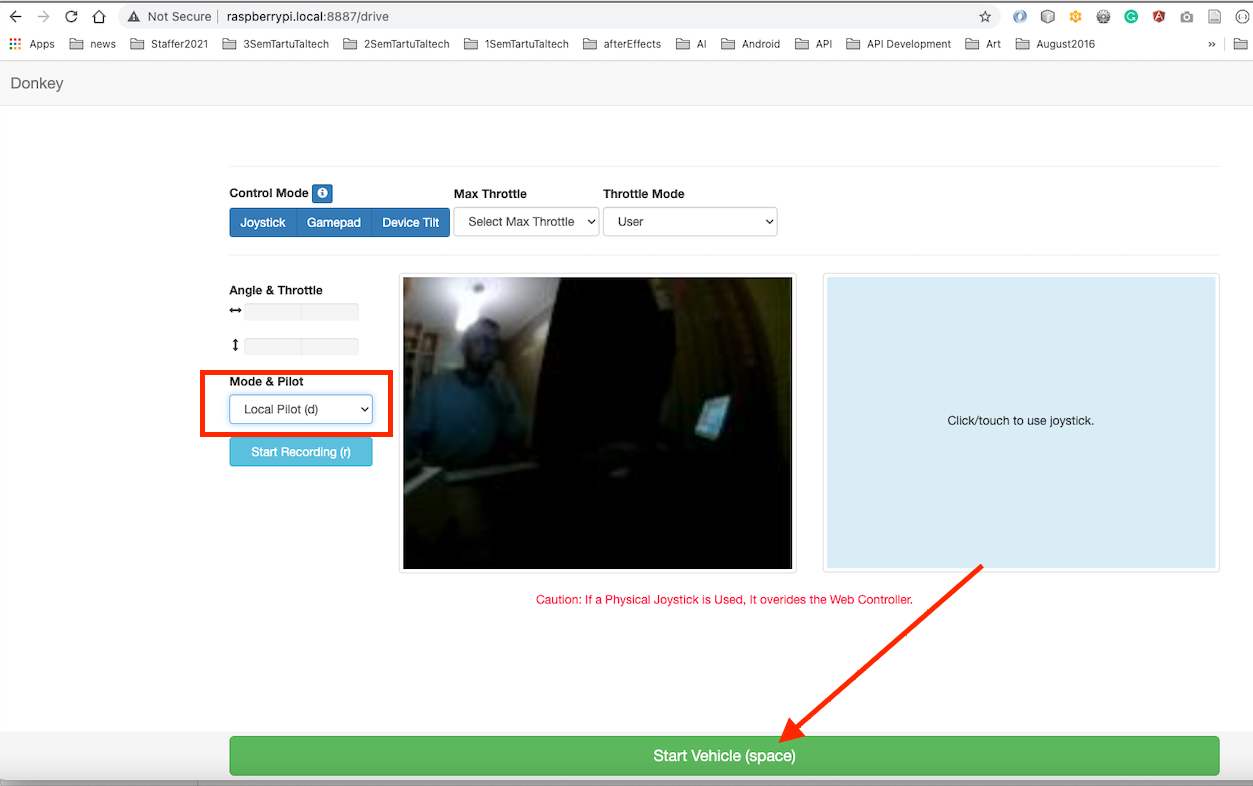 Not Secure | raspberrypi.local:8887/drive
Apps news Staffer2021 3SemTartuTaltech 2SemTartuTaltech 1SemTartuTaltech afterEffects AI Android API API Development Art August2016 »
Donkey
Control Mode Max Throttle Throttle Mode
Joystick Gamepad Device Tilt Select Max Throttle User
Angle & Throttle
Mode & Pilot
Local Pilot (d)
Click/touch to use joystick.
Start Recording (r)
Caution: If a Physical Joystick is Used, It overides the Web Controller.
Start Vehicle (space)